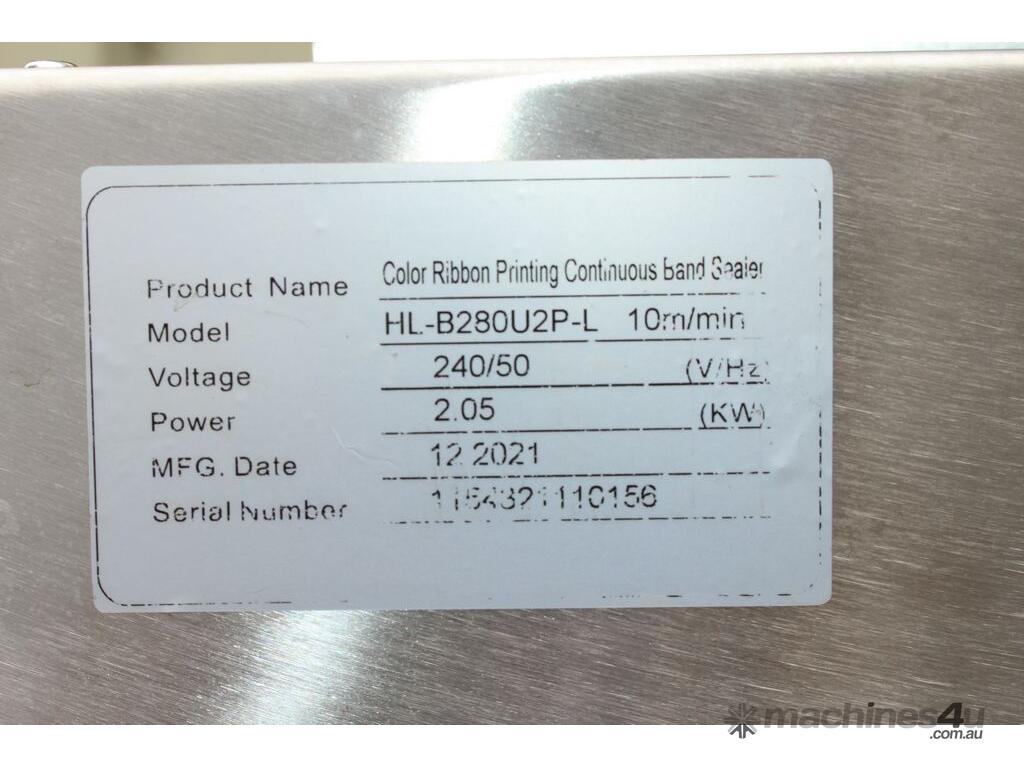 Product Name Color Ribbon Printing Continuous Band Sealer
Model HL-B280U2P-L 10m/min
Voltage 240/50 (V/Hz)
Power 2.05 (KW)
MFG. Date 12.2021
Serial Number 1154321110156
machines4u
.com.au